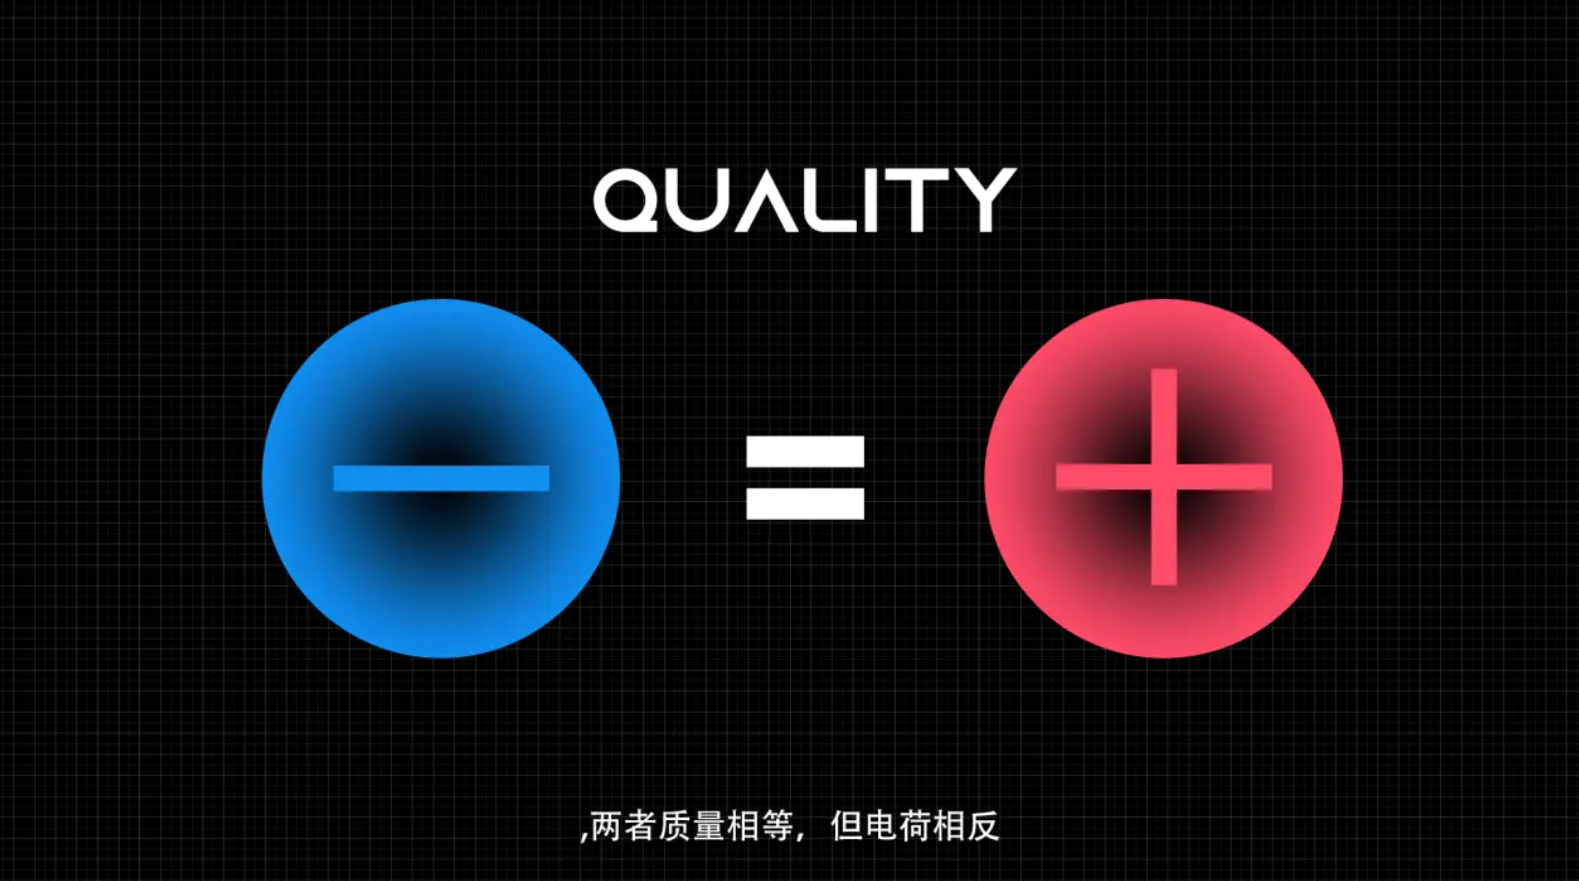 QUALITY
− = +
,两者质量相等，但电荷相反